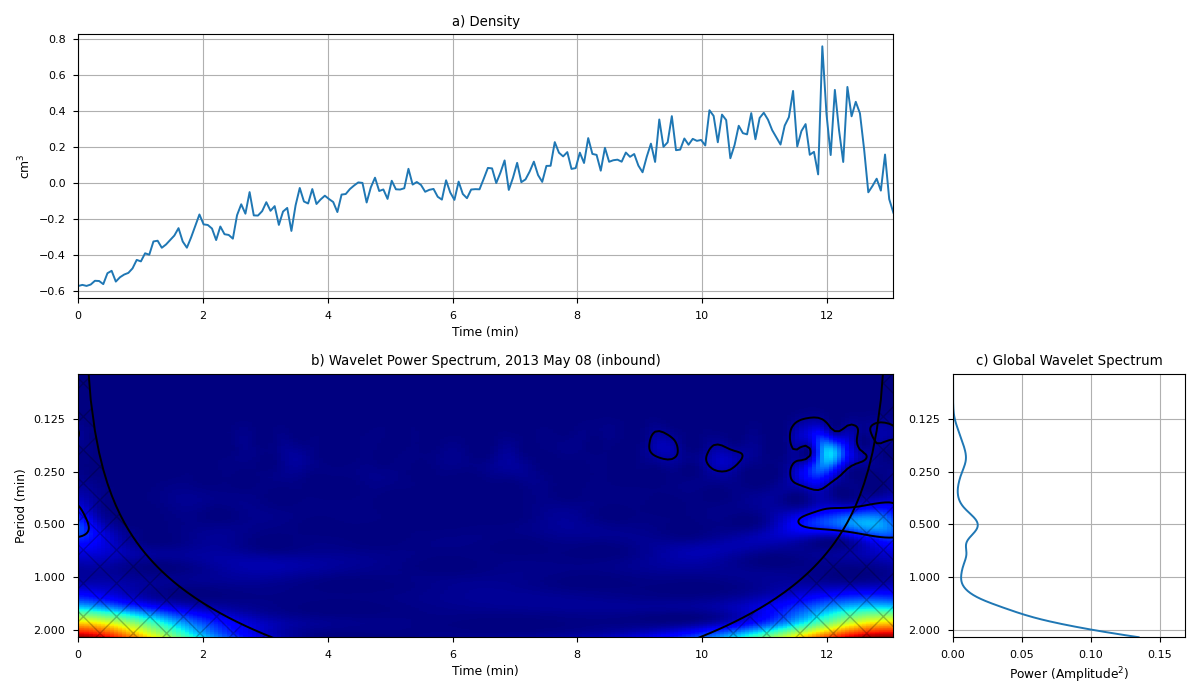 a) Density
0.8
0.6
0.4
0.2
0.0
−0.2
−0.4
−0.6
cm³
0 2 4 6 8 10 12
Time (min)
b) Wavelet Power Spectrum, 2013 May 08 (inbound)
0.125
0.250
0.500
1.000
2.000
Period (min)
0 2 4 6 8 10 12
Time (min)
c) Global Wavelet Spectrum
0.125
0.250
0.500
1.000
2.000
0.00 0.05 0.10 0.15
Power (Amplitude²)